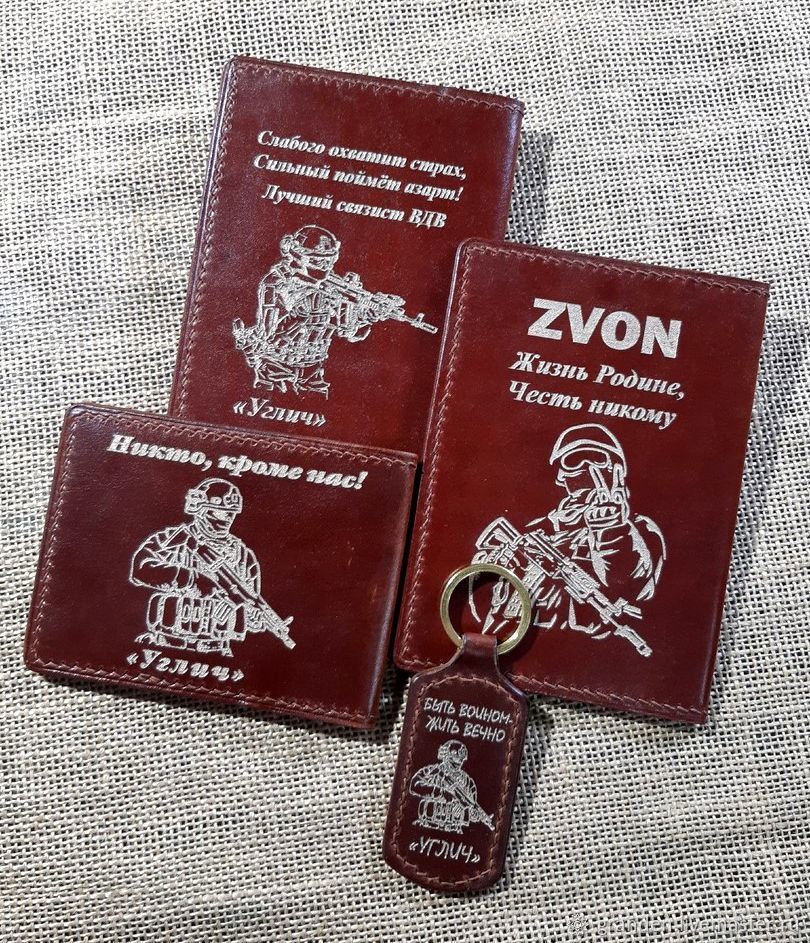 Слабого охватит страх,
Сильный поймёт азарт!
Лучший связист ВДВ
«Углич»
ZVON
Жизнь Родине,
Честь никому
Никто, кроме нас!
«Углич»
БЫТЬ ВОИНОМ-
ЖИТЬ ВЕЧНО
«УГЛИЧ»